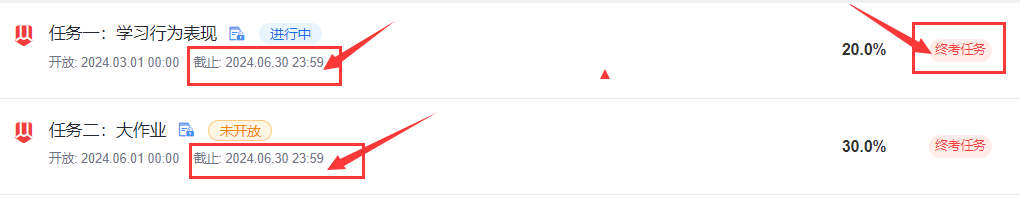 任务一：学习行为表现 进行中
开放: 2024.03.01 00:00 截止: 2024.06.30 23:59
20.0% 终考任务
任务二：大作业 未开放
开放: 2024.06.01 00:00 截止: 2024.06.30 23:59
30.0% 终考任务